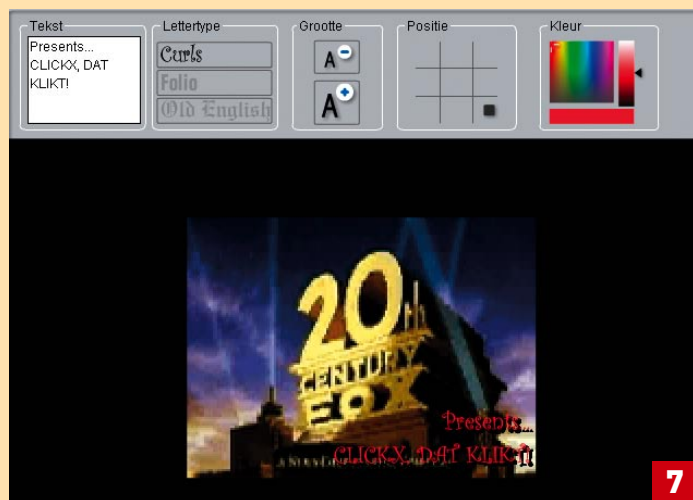 Tekst
Presents...
CLICKX, DAT
KLIKT!
Lettertype
Curls
Folio
Old English
Grootte
A
A
Positie
Kleur
20th
CENTURY
FOX
Presents...
CLICKX, DAT KLIKT!
7